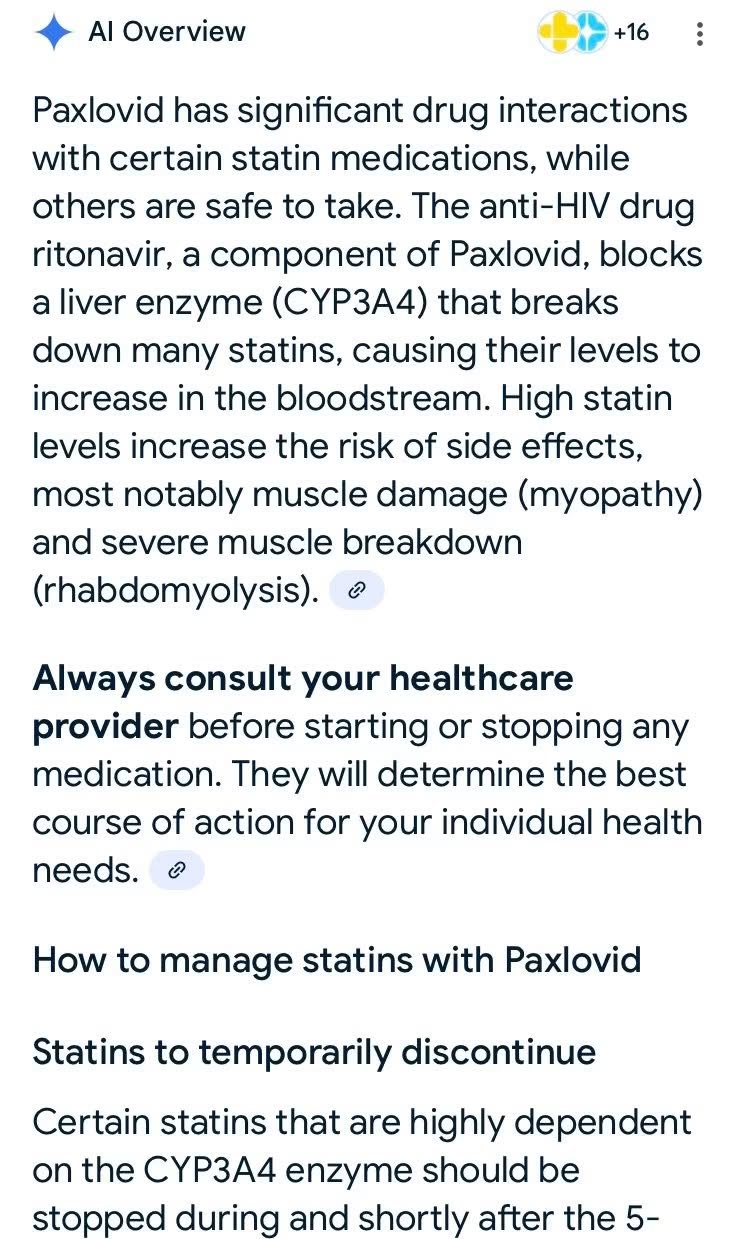 AI Overview +16
Paxlovid has significant drug interactions
with certain statin medications, while
others are safe to take. The anti-HIV drug
ritonavir, a component of Paxlovid, blocks
a liver enzyme (CYP3A4) that breaks
down many statins, causing their levels to
increase in the bloodstream. High statin
levels increase the risk of side effects,
most notably muscle damage (myopathy)
and severe muscle breakdown
(rhabdomyolysis).
Always consult your healthcare
provider before starting or stopping any
medication. They will determine the best
course of action for your individual health
needs.
How to manage statins with Paxlovid
Statins to temporarily discontinue
Certain statins that are highly dependent
on the CYP3A4 enzyme should be
stopped during and shortly after the 5-